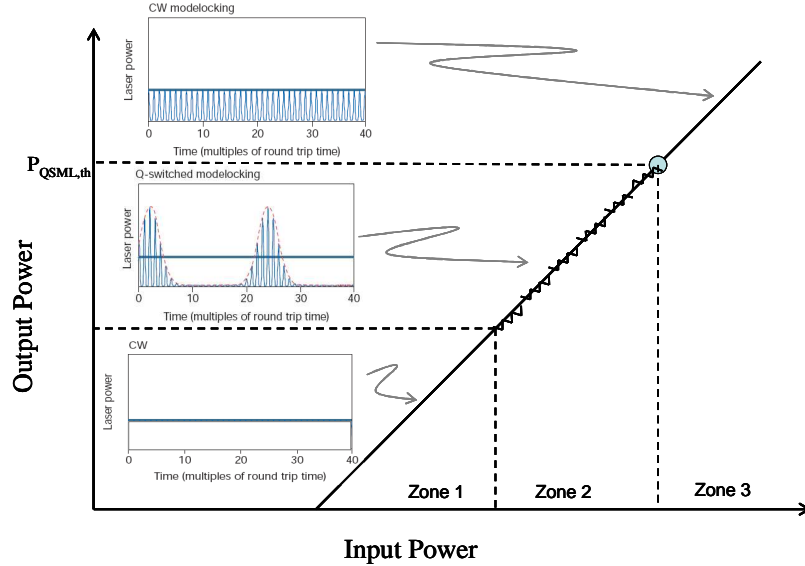 CW modelocking
Laser power
0 10 20 30 40
Time (multiples of round trip time)
P_QSML,th
Q-switched modelocking
Laser power
0 10 20 30 40
Time (multiples of round trip time)
Output Power
CW
Laser power
0 10 20 30 40
Time (multiples of round trip time)
Zone 1 Zone 2 Zone 3
Input Power